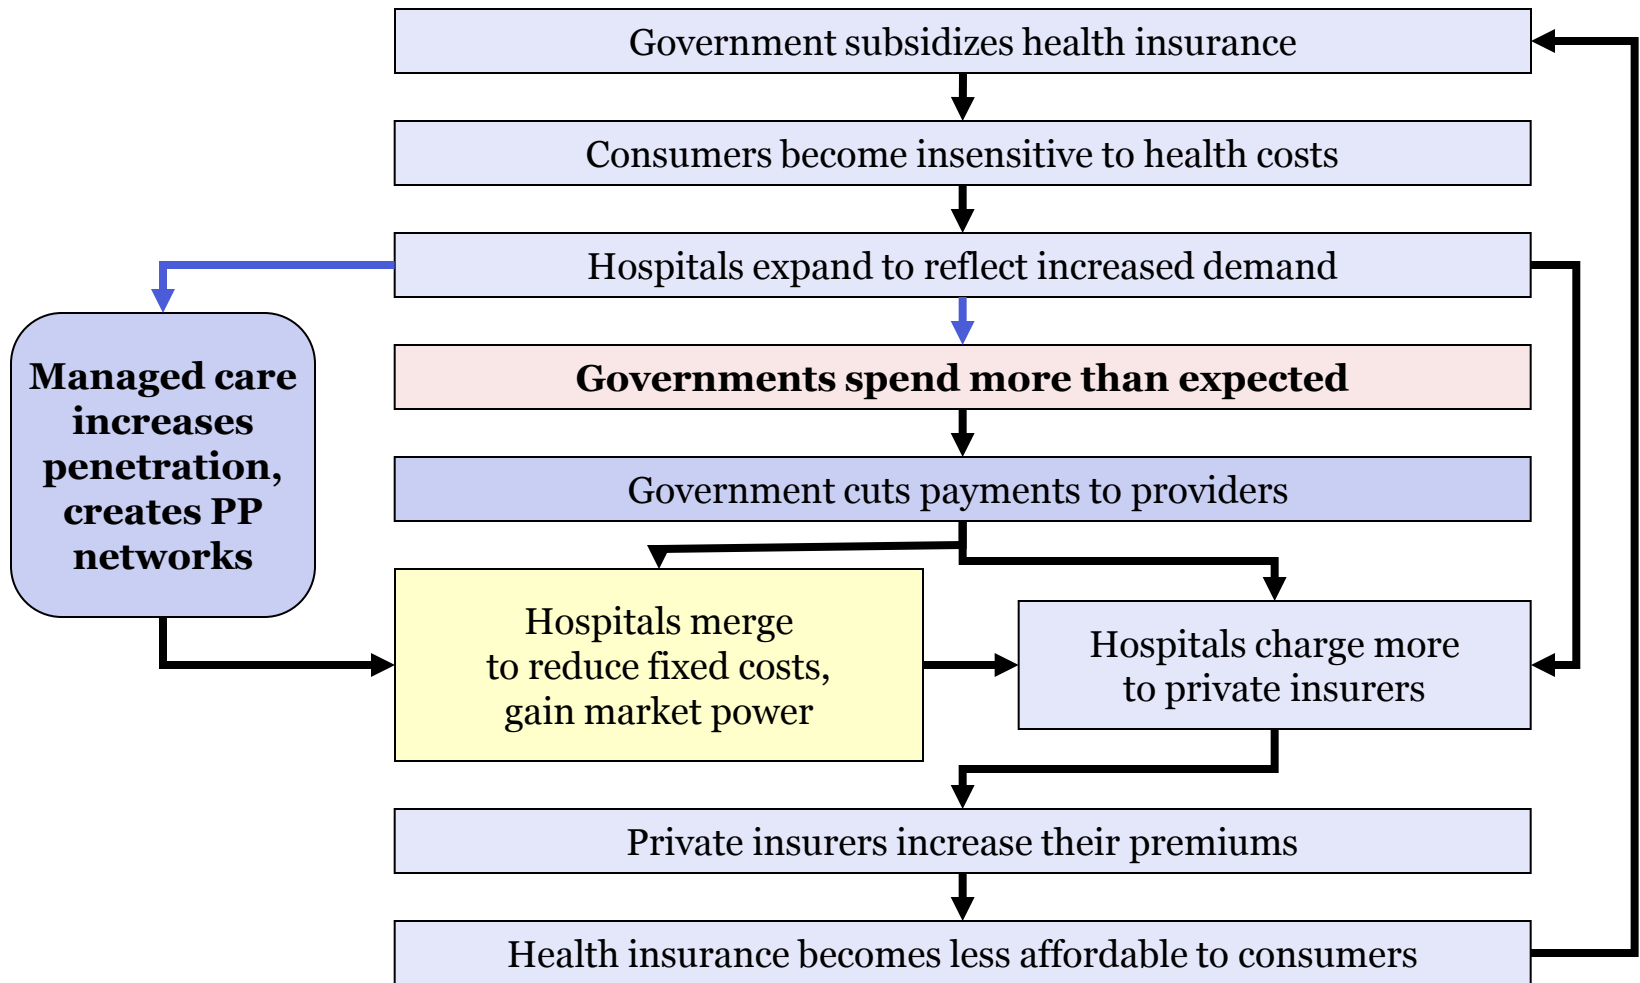 Government subsidizes health insurance
Consumers become insensitive to health costs
Hospitals expand to reflect increased demand
Managed care
increases
penetration,
creates PP
networks
Governments spend more than expected
Government cuts payments to providers
Hospitals merge
to reduce fixed costs,
gain market power
Hospitals charge more
to private insurers
Private insurers increase their premiums
Health insurance becomes less affordable to consumers